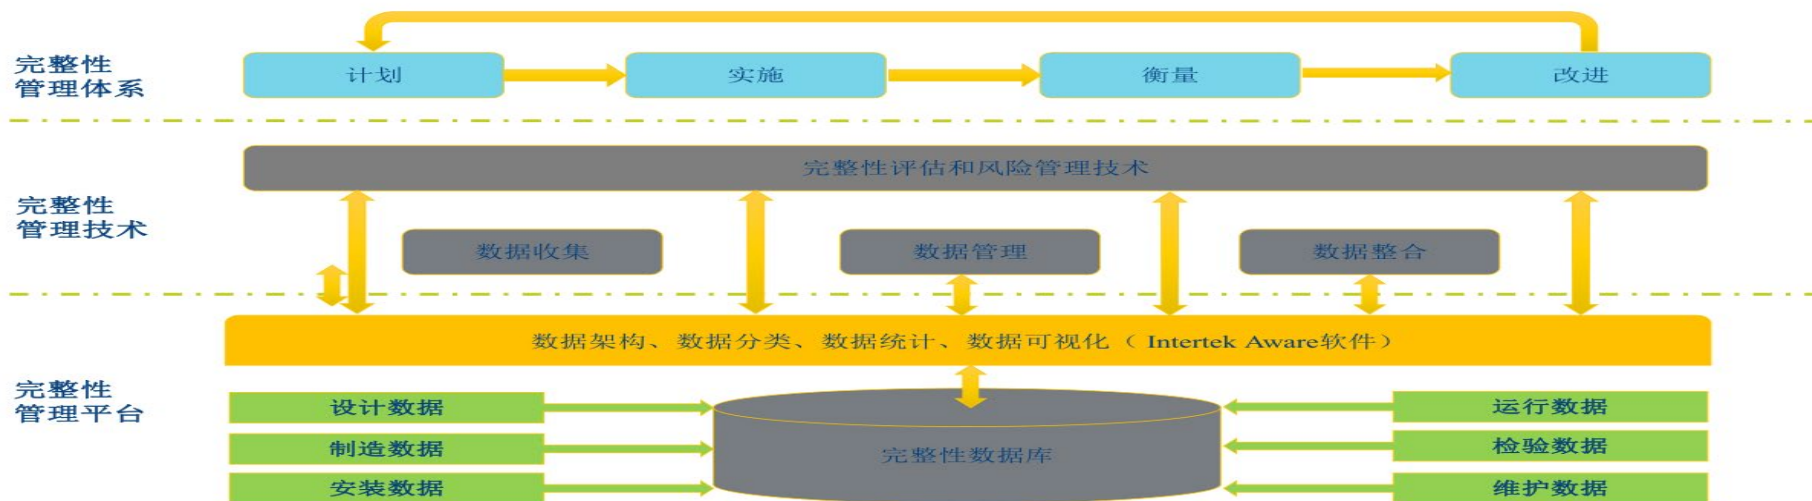 完整性
管理体系
计划
实施
衡量
改进
完整性
管理技术
完整性评估和风险管理技术
数据收集
数据管理
数据整合
数据架构、数据分类、数据统计、数据可视化（ Intertek Aware软件）
完整性
管理平台
设计数据
制造数据
安装数据
完整性数据库
运行数据
检验数据
维护数据